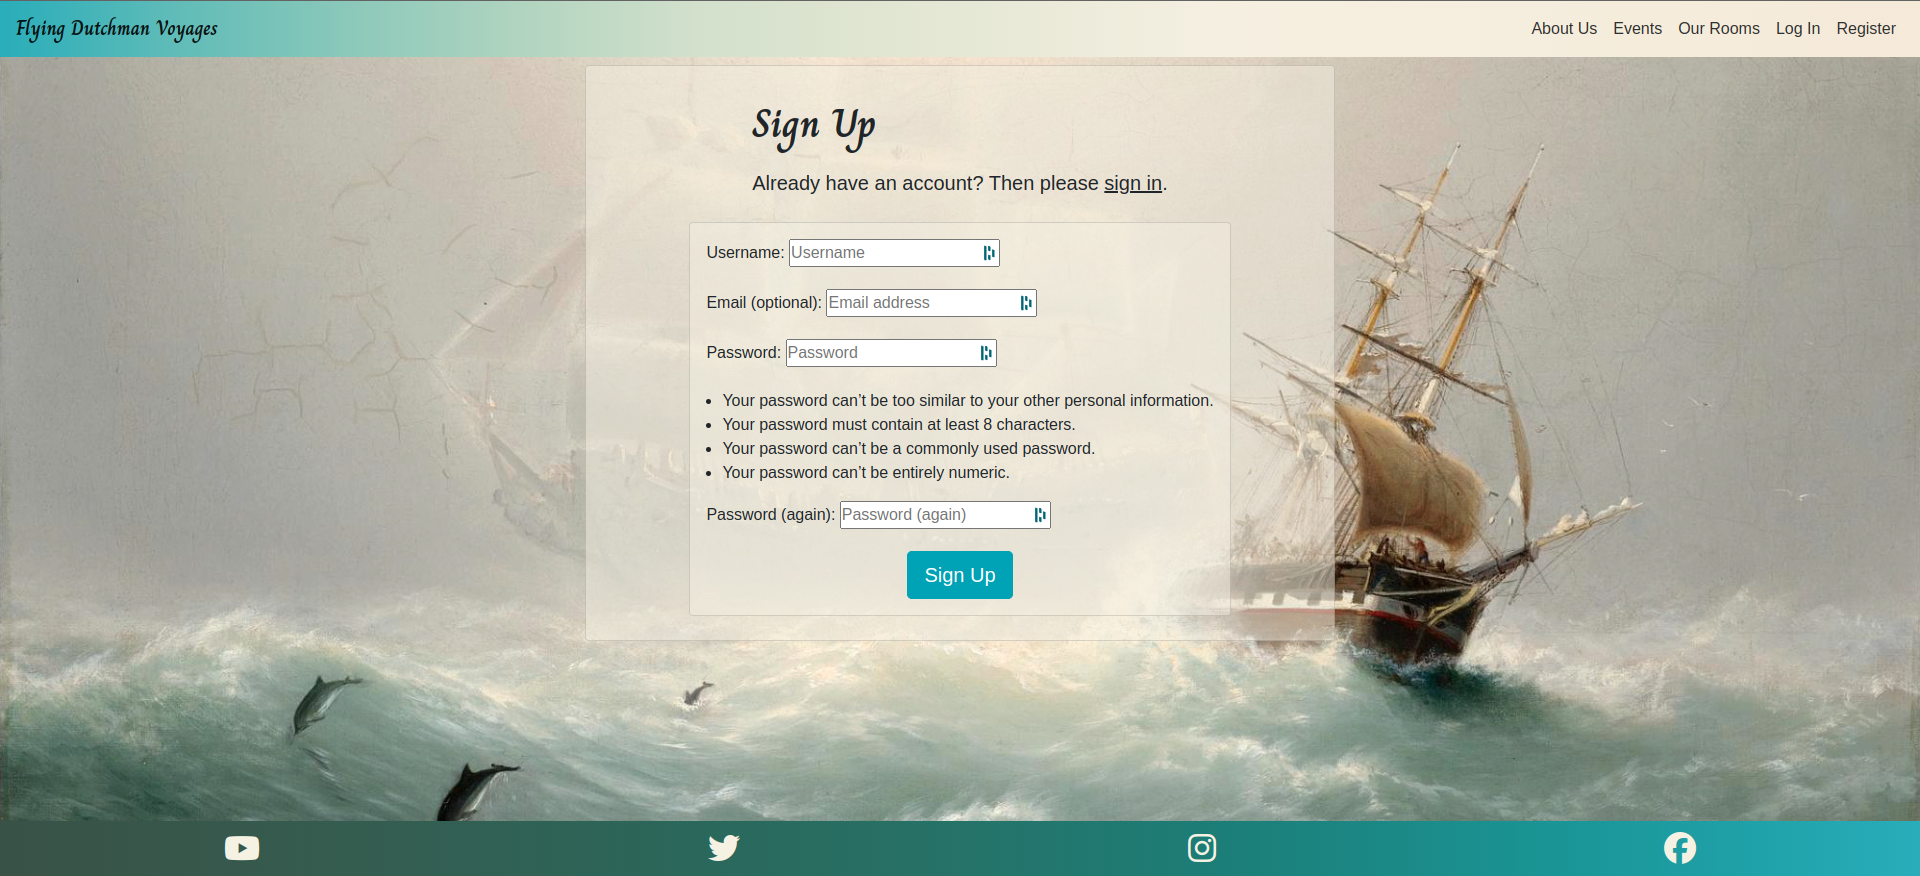 Flying Dutchman Voyages
About Us Events Our Rooms Log In Register
Sign Up
Already have an account? Then please sign in.
Username: Username
Email (optional): Email address
Password: Password
Your password can’t be too similar to your other personal information.
Your password must contain at least 8 characters.
Your password can’t be a commonly used password.
Your password can’t be entirely numeric.
Password (again): Password (again)
Sign Up